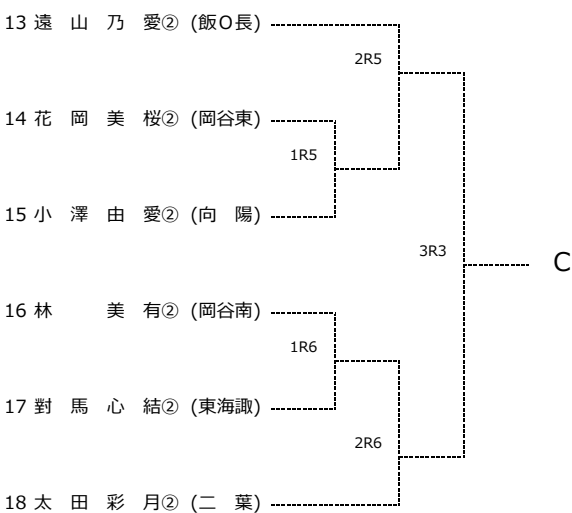 13 遠 山 乃 愛② (飯O長)
2R5
14 花 岡 美 桜② (岡谷東)
1R5
15 小 澤 由 愛② (向 陽)
3R3
C
16 林 美 有② (岡谷南)
1R6
17 對 馬 心 結② (東海諏)
2R6
18 太 田 彩 月② (二 葉)